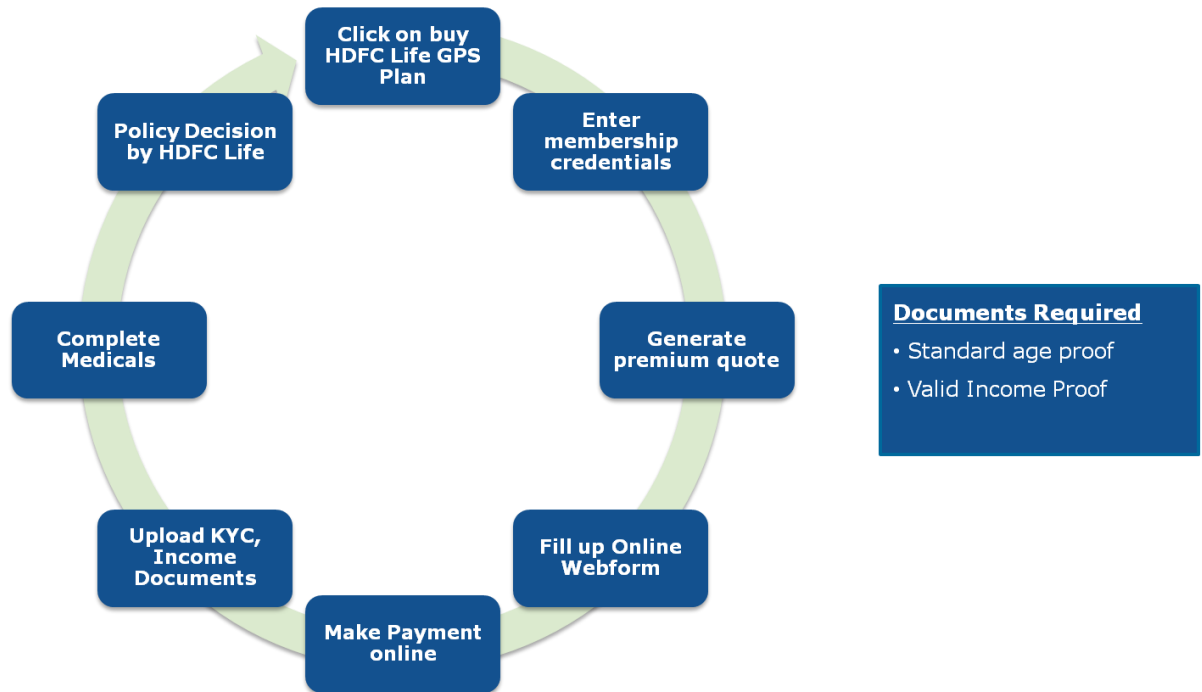 Click on buy
HDFC Life GPS
Plan
Enter
membership
credentials
Generate
premium quote
Fill up Online
Webform
Make Payment
online
Upload KYC,
Income
Documents
Complete
Medicals
Policy Decision
by HDFC Life
Documents Required
• Standard age proof
• Valid Income Proof